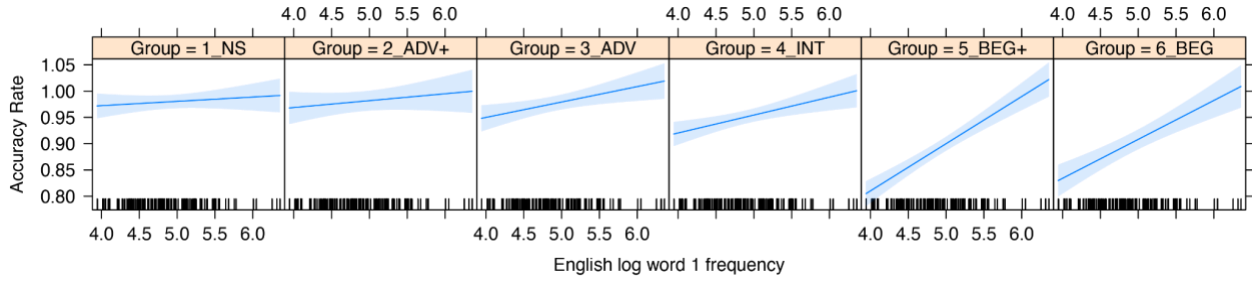 4.0 4.5 5.0 5.5 6.0 4.0 4.5 5.0 5.5 6.0 4.0 4.5 5.0 5.5 6.0
Group = 1_NS Group = 2_ADV+ Group = 3_ADV Group = 4_INT Group = 5_BEG+ Group = 6_BEG
1.05
1.00
0.95
0.90
0.85
0.80
Accuracy Rate
4.0 4.5 5.0 5.5 6.0 4.0 4.5 5.0 5.5 6.0 4.0 4.5 5.0 5.5 6.0
English log word 1 frequency